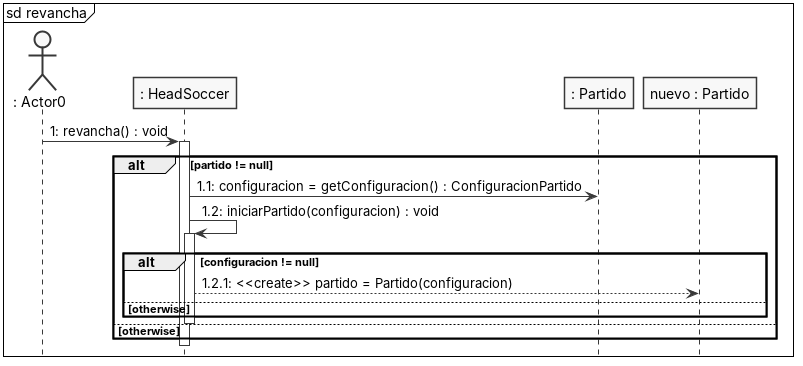 sd revancha
: Actor0
: HeadSoccer
: Partido
nuevo : Partido
1: revancha() : void
alt
[partido != null]
1.1: configuracion = getConfiguracion() : ConfiguracionPartido
1.2: iniciarPartido(configuracion) : void
alt
[configuracion != null]
1.2.1: <<create>> partido = Partido(configuracion)
[otherwise]
[otherwise]